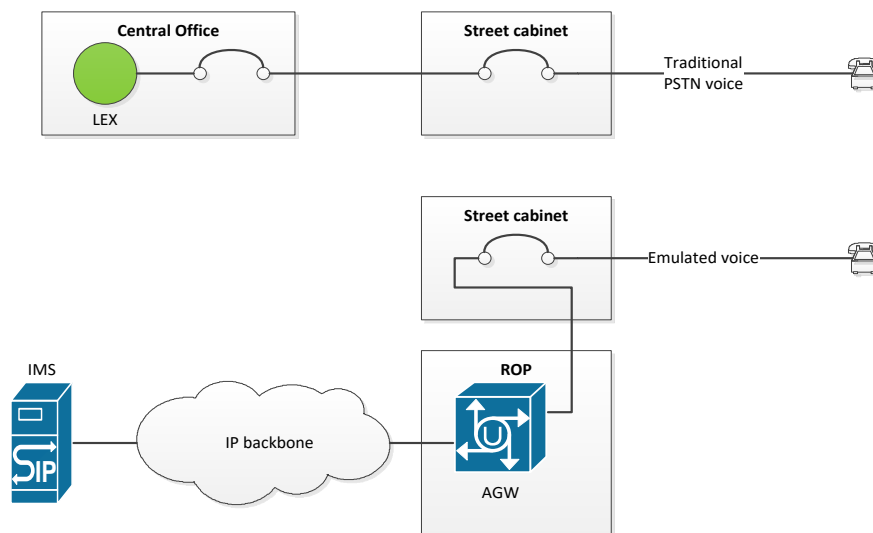 Central Office
Street cabinet
LEX
Traditional
PSTN voice
Street cabinet
Emulated voice
IMS
ROP
IP backbone
U
SIP
AGW